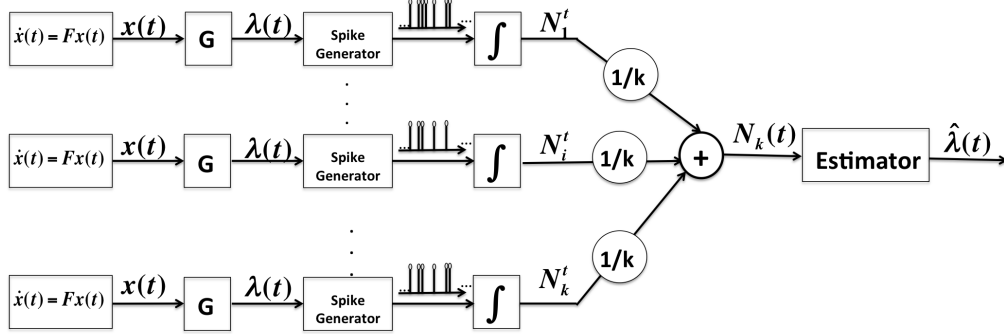 ẋ(t) = Fx(t) x(t) G λ(t) Spike Generator ... ... ∫ N₁ᵗ 1/k
ẋ(t) = Fx(t) x(t) G λ(t) Spike Generator ... ... ∫ Nᵢᵗ 1/k + Nₖ(t) Estimator λ̂(t)
ẋ(t) = Fx(t) x(t) G λ(t) Spike Generator ... ... ∫ Nₖᵗ 1/k